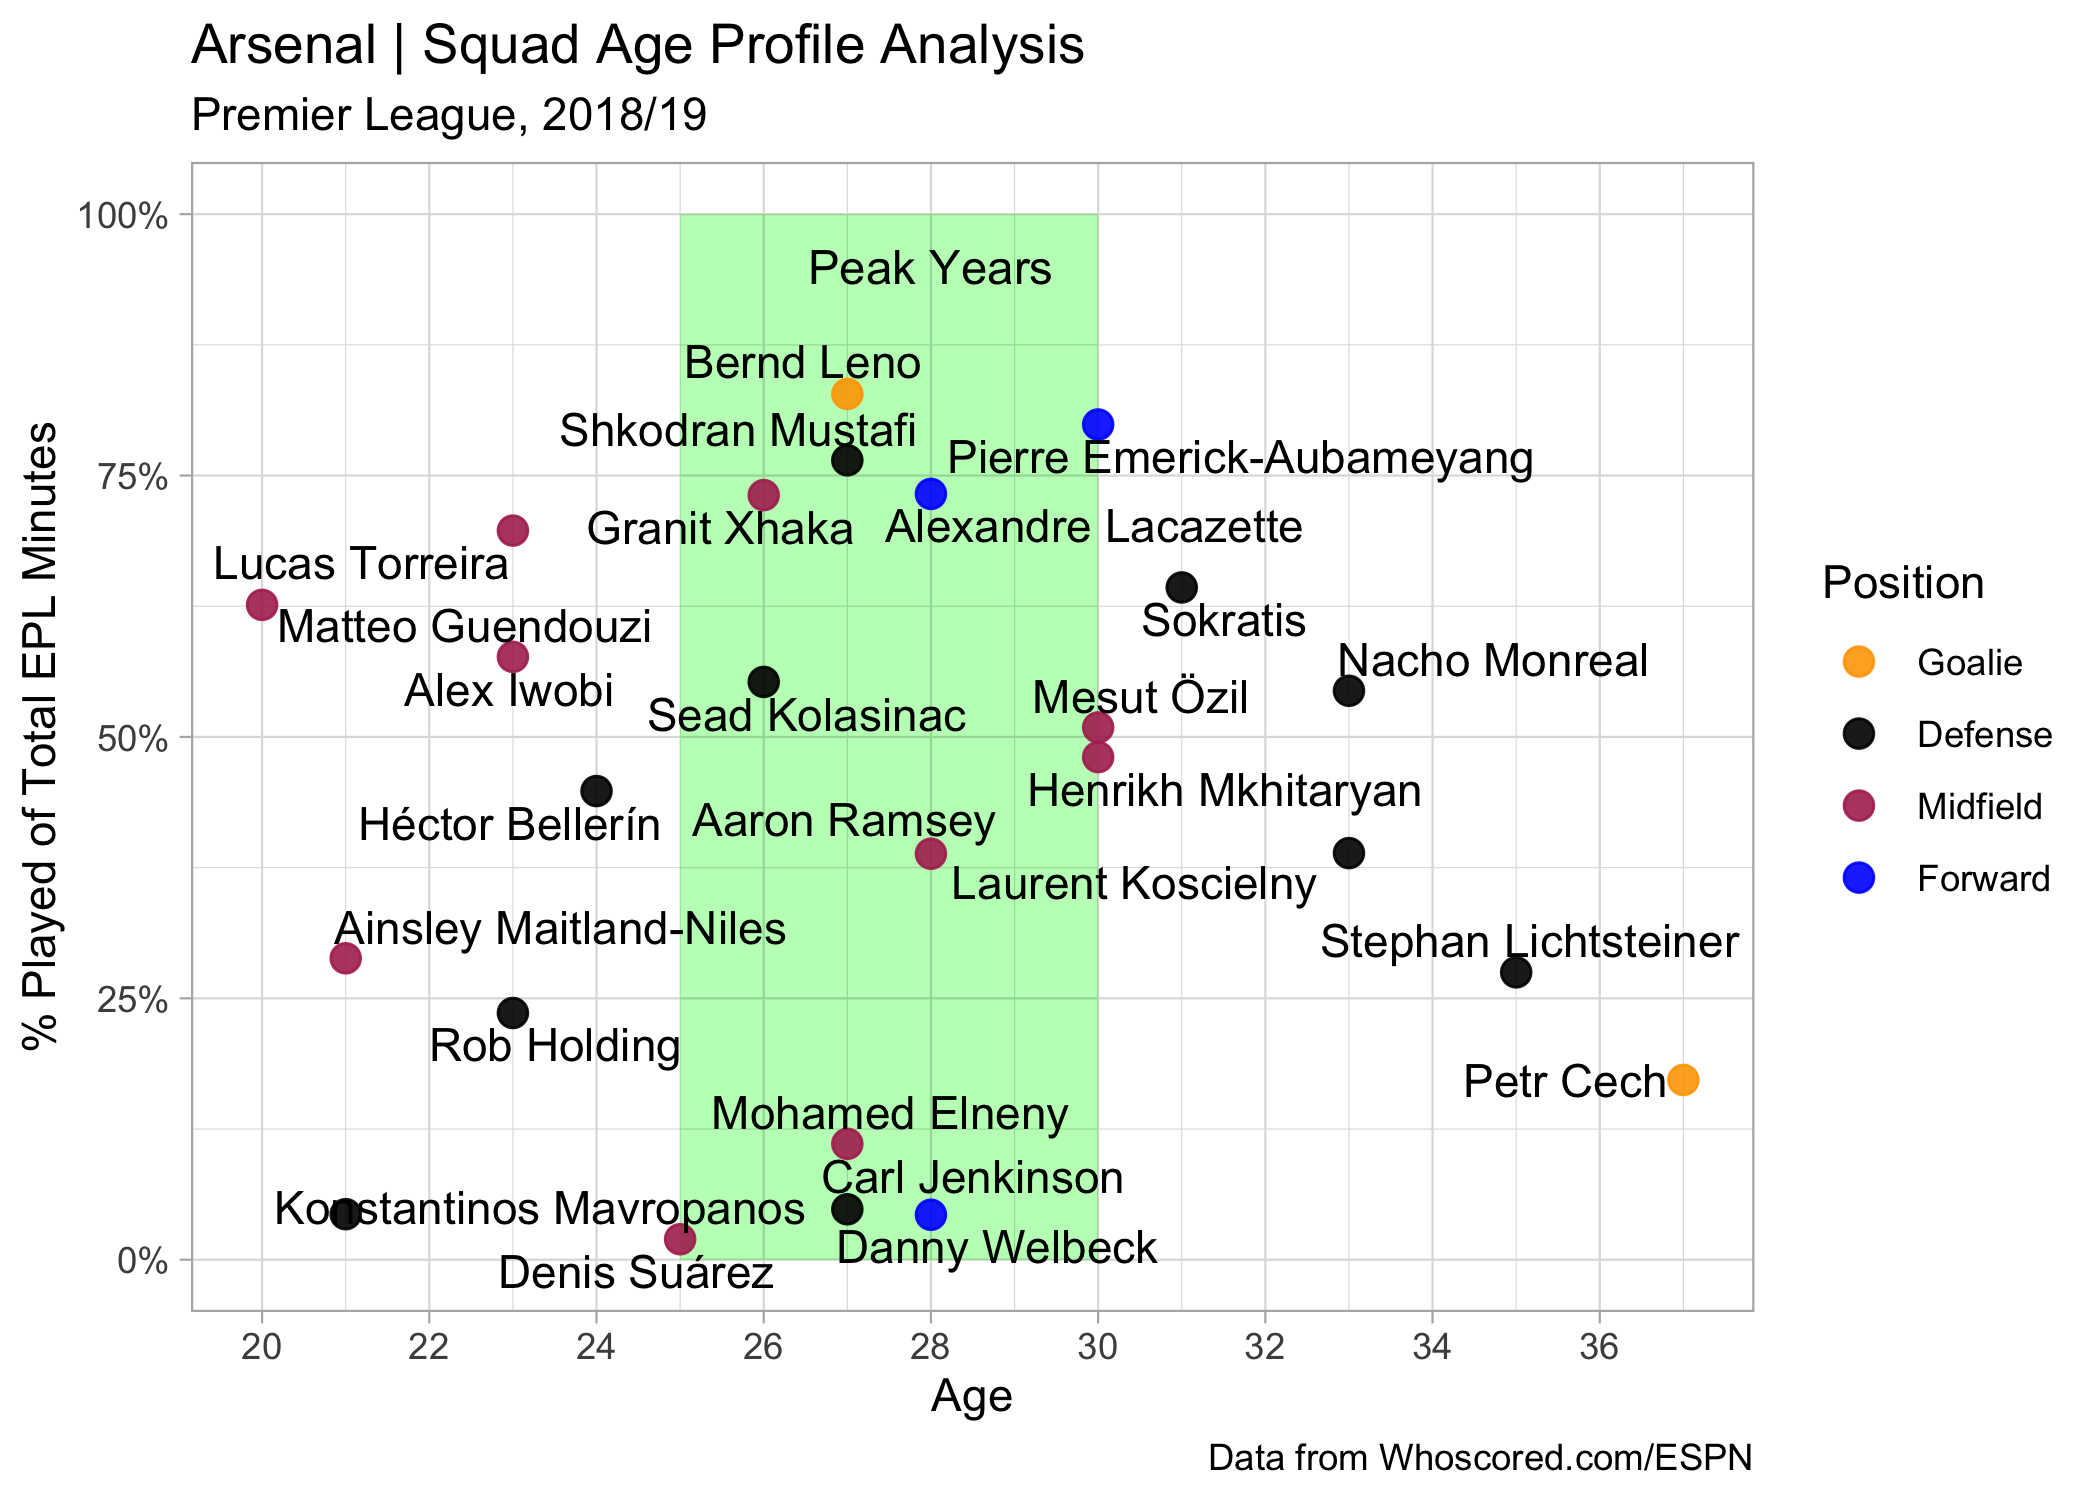 Arsenal | Squad Age Profile Analysis
Premier League, 2018/19
% Played of Total EPL Minutes
100%
75%
50%
25%
0%
Peak Years
Bernd Leno
Shkodran Mustafi
Pierre Emerick-Aubameyang
Granit Xhaka
Alexandre Lacazette
Lucas Torreira
Matteo Guendouzi
Sokratis
Nacho Monreal
Alex Iwobi
Mesut Özil
Sead Kolasinac
Henrikh Mkhitaryan
Héctor Bellerín
Aaron Ramsey
Laurent Koscielny
Ainsley Maitland-Niles
Stephan Lichtsteiner
Rob Holding
Petr Cech
Mohamed Elneny
Carl Jenkinson
Konstantinos Mavropanos
Danny Welbeck
Denis Suárez
20 22 24 26 28 30 32 34 36
Age
Position
Goalie
Defense
Midfield
Forward
Data from Whoscored.com/ESPN